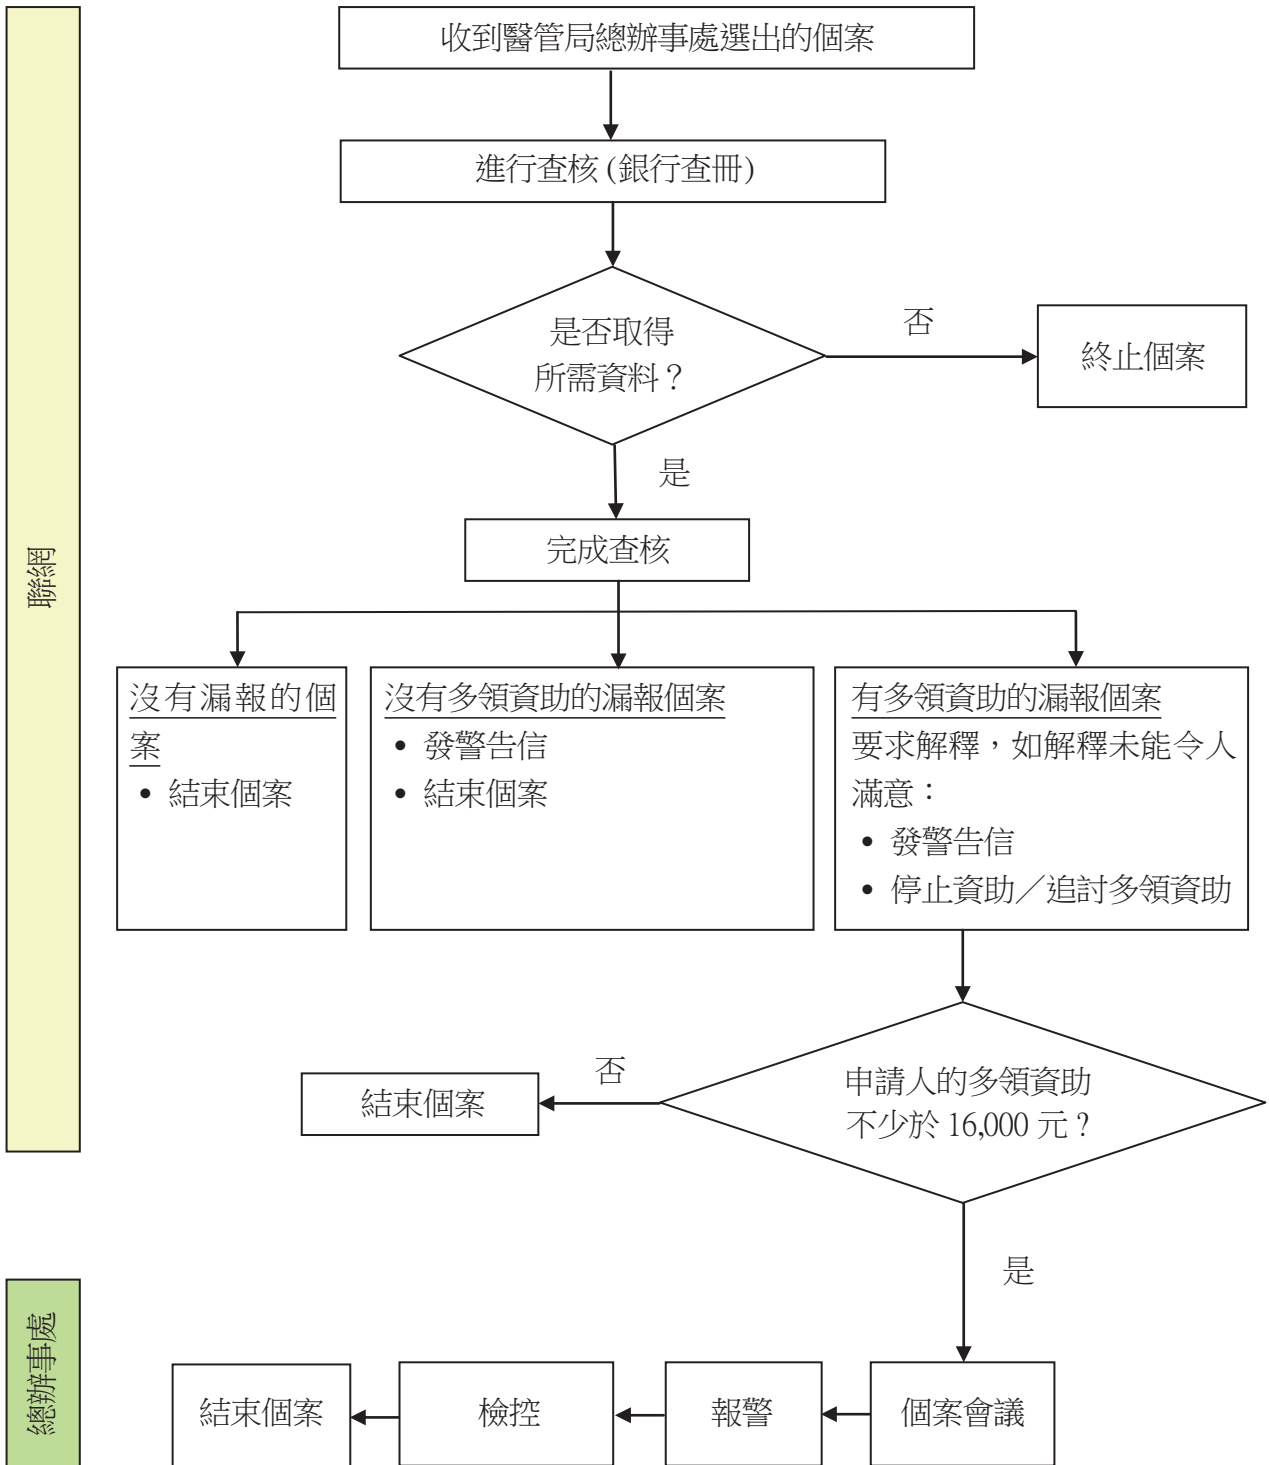 收到醫管局總辦事處選出的個案
進行查核(銀行查冊)
是否取得
所需資料？
否
終止個案
是
完成查核
聯網
沒有漏報的個
案
• 結束個案
沒有多領資助的漏報個案
• 發警告信
• 結束個案
有多領資助的漏報個案
要求解釋，如解釋未能令人
滿意：
• 發警告信
• 停止資助／追討多領資助
申請人的多領資助
不少於 16,000 元？
否
結束個案
是
總辦事處
個案會議
報警
檢控
結束個案